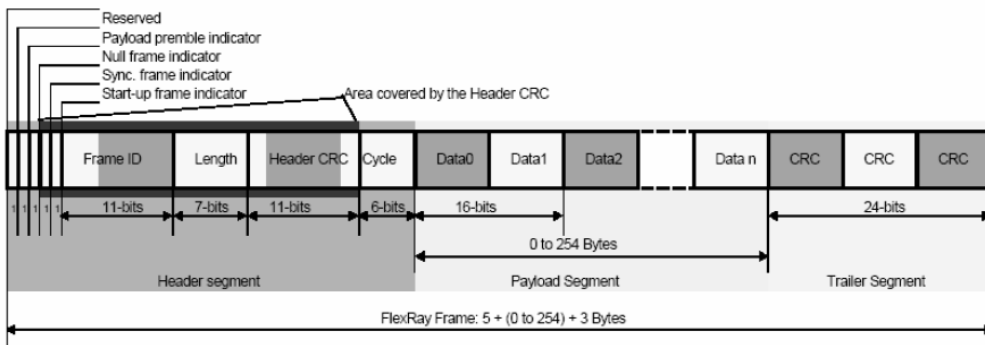 Reserved
Payload premble indicator
Null frame indicator
Sync. frame indicator
Start-up frame indicator
Area covered by the Header CRC
Frame ID Length Header CRC Cycle Data0 Data1 Data2 Data n CRC CRC CRC
1 1 1 1 1 11-bits 7-bits 11-bits 6-bits 16-bits 24-bits
0 to 254 Bytes
Header segment Payload Segment Trailer Segment
FlexRay Frame: 5 + (0 to 254) + 3 Bytes